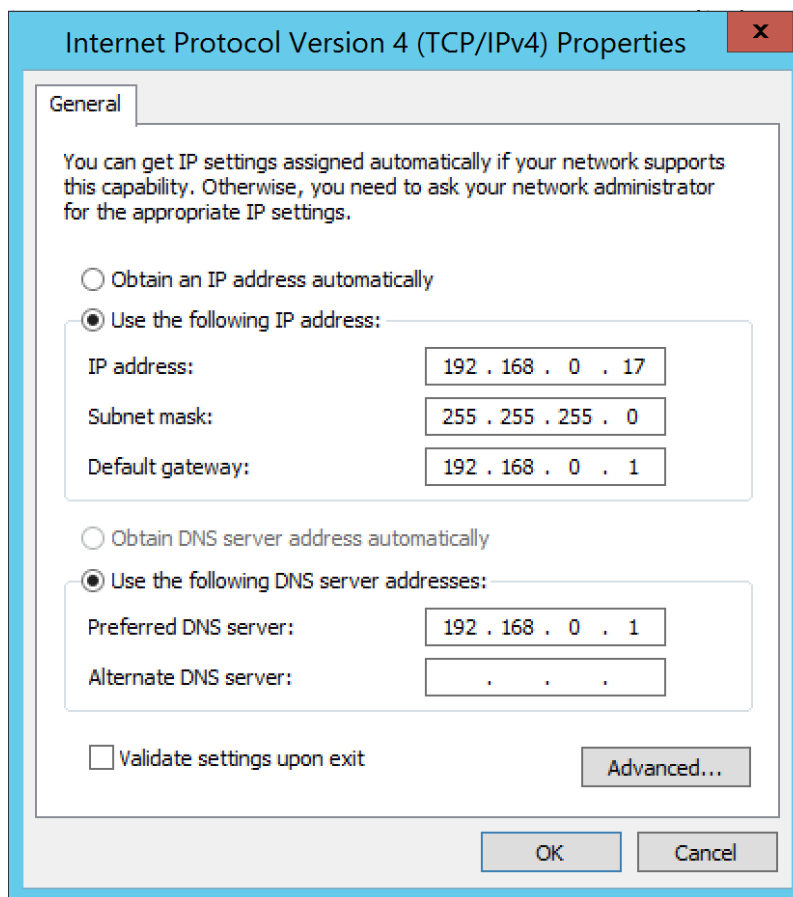 Internet Protocol Version 4 (TCP/IPv4) Properties
x
General
You can get IP settings assigned automatically if your network supports
this capability. Otherwise, you need to ask your network administrator
for the appropriate IP settings.
Obtain an IP address automatically
Use the following IP address:
IP address: 192 . 168 . 0 . 17
Subnet mask: 255 . 255 . 255 . 0
Default gateway: 192 . 168 . 0 . 1
Obtain DNS server address automatically
Use the following DNS server addresses:
Preferred DNS server: 192 . 168 . 0 . 1
Alternate DNS server: . . .
Validate settings upon exit
Advanced...
OK Cancel